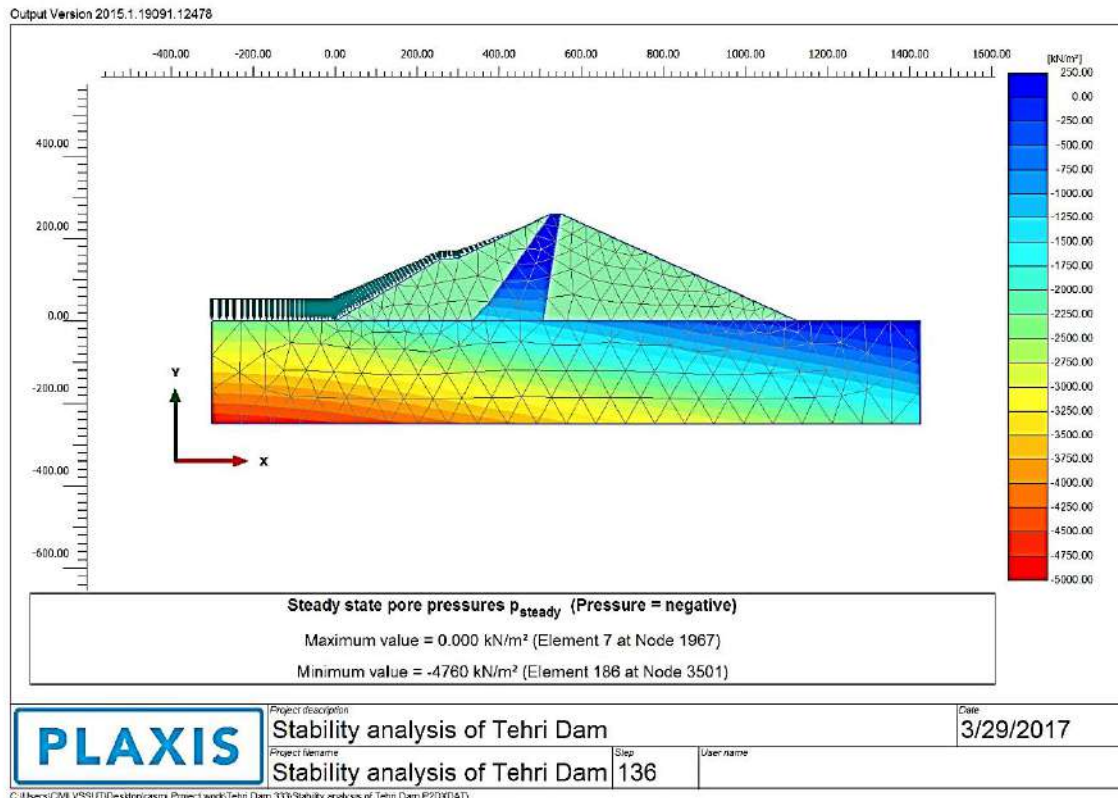 Output Version 2015.1.19091.12478
-400.00 -200.00 0.00 200.00 400.00 600.00 800.00 1000.00 1200.00 1400.00 1600.00
[kN/m²]
250.00
0.00
-250.00
-500.00
-750.00
-1000.00
-1250.00
-1500.00
-1750.00
-2000.00
-2250.00
-2500.00
-2750.00
-3000.00
-3250.00
-3500.00
-3750.00
-4000.00
-4250.00
-4500.00
-4750.00
-5000.00
400.00
200.00
0.00
-200.00
-400.00
-600.00
Y
X
Steady state pore pressures psteady (Pressure = negative)
Maximum value = 0.000 kN/m² (Element 7 at Node 1967)
Minimum value = -4760 kN/m² (Element 186 at Node 3501)
PLAXIS
Project description
Stability analysis of Tehri Dam
Date
3/29/2017
Project filename
Stability analysis of Tehri Dam
Step
136
User name